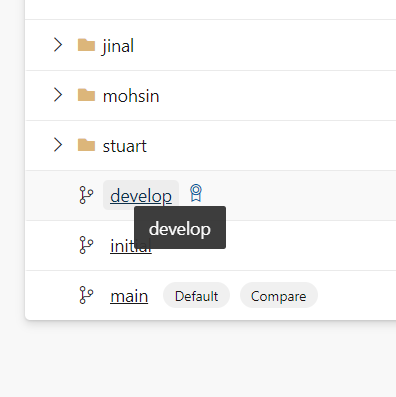 jinal
mohsin
stuart
develop
develop
initial
main Default Compare